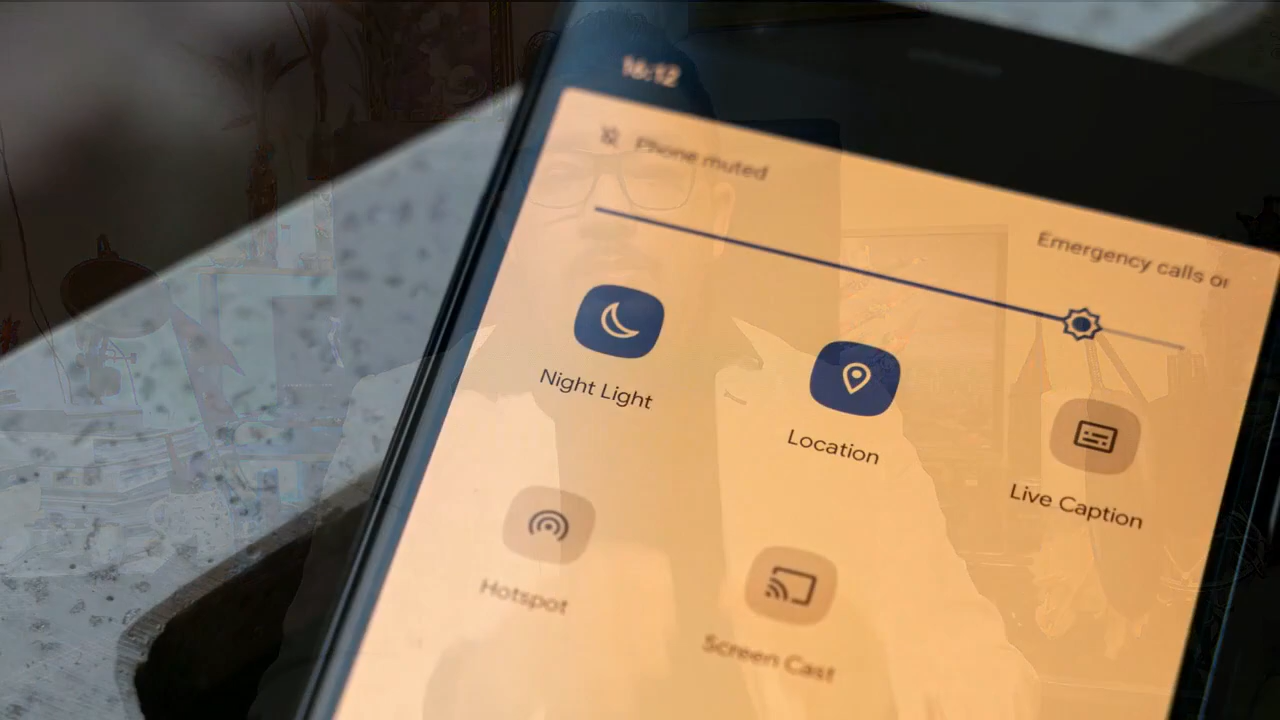 16:12
Phone muted
Emergency calls or
Night Light
Location
Live Caption
Hotspot
Screen Cast